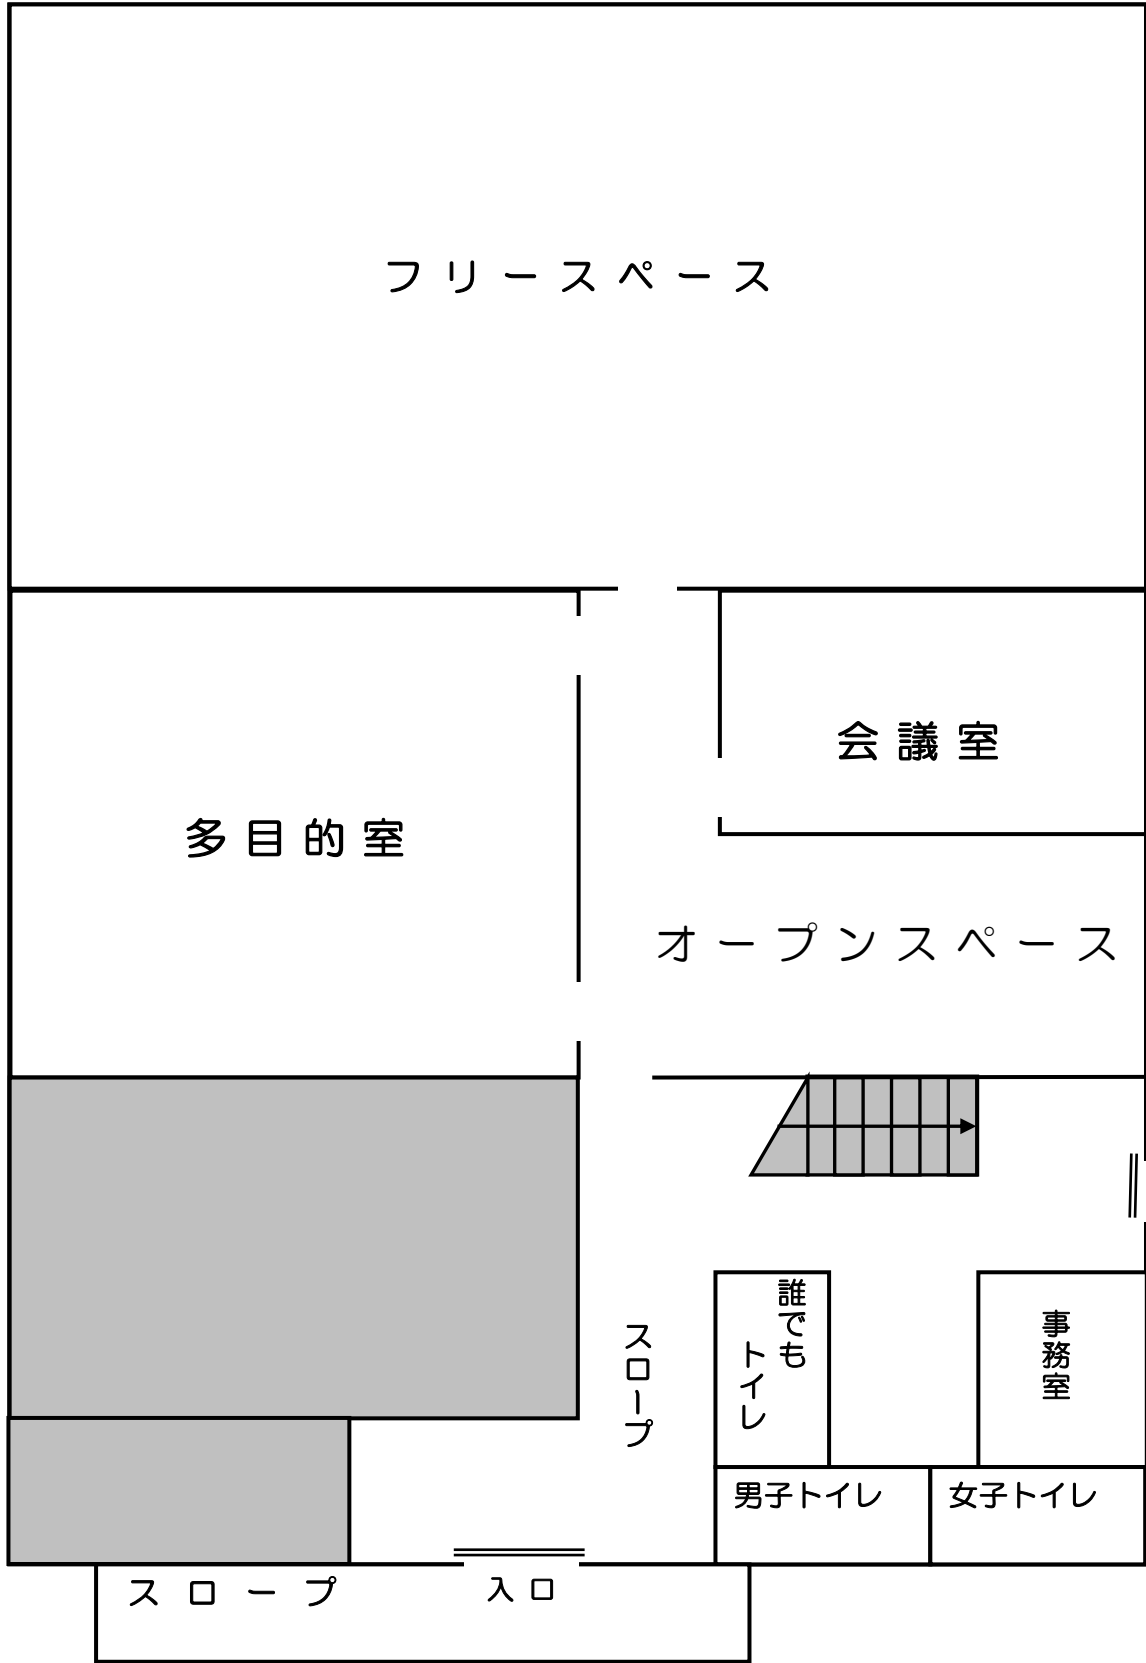 フリースペース
会議室
多目的室
オープンスペース
誰でも
トイレ
事務室
スロープ
男子トイレ
女子トイレ
スロープ
入口